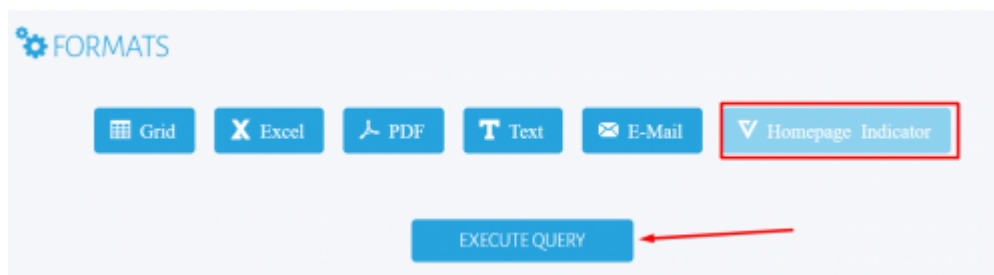 FORMATS
Grid Excel PDF Text E-Mail Homepage Indicator
EXECUTE QUERY